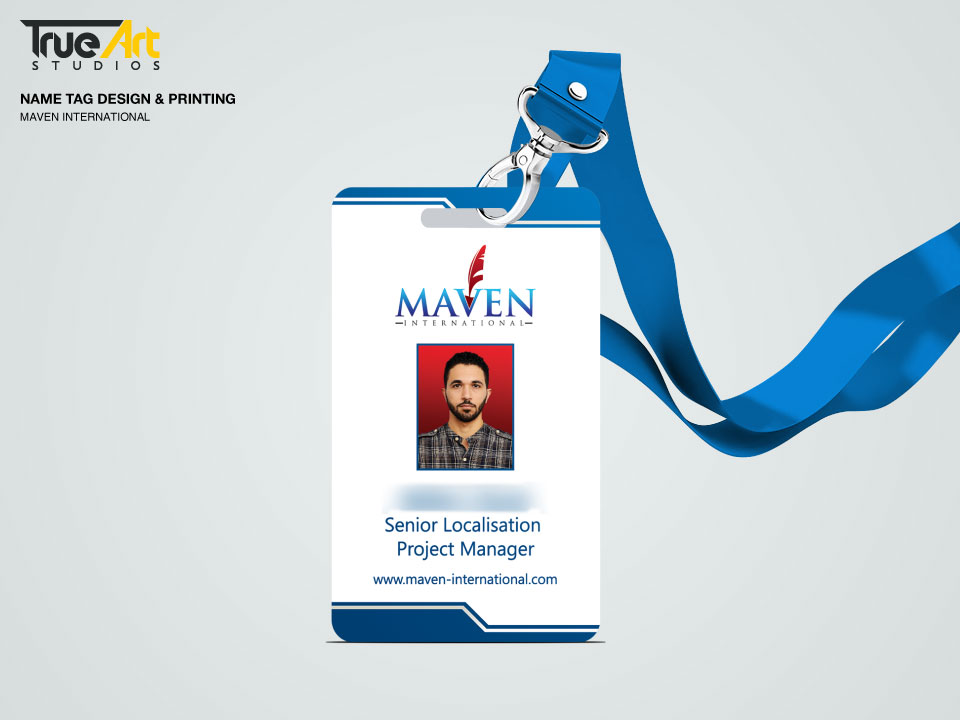 TrueArt
STUDIOS
NAME TAG DESIGN & PRINTING
MAVEN INTERNATIONAL
MAVEN
INTERNATIONAL
Senior Localisation
Project Manager
www.maven-international.com